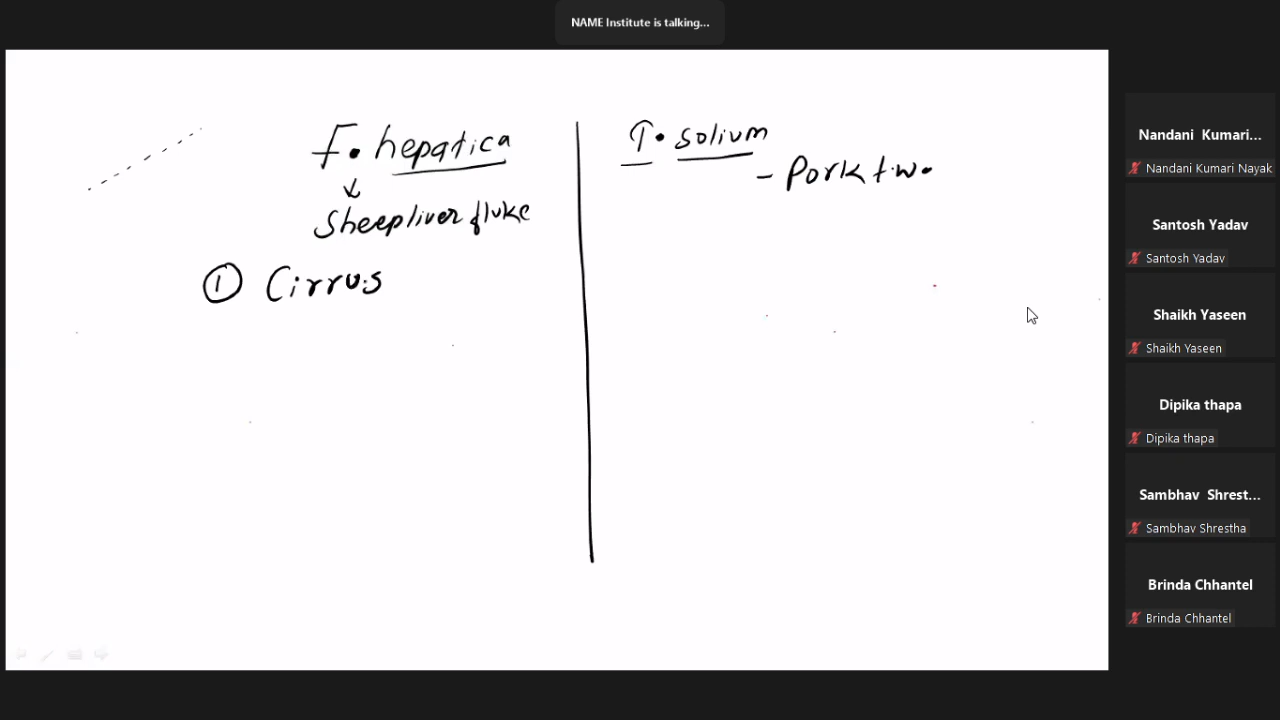 NAME Institute is talking...
F. hepatica
Sheepliver fluke
① Cirrus
T. solium
- Pork t.w.
Nandani Kumari...
Nandani Kumari Nayak
Santosh Yadav
Santosh Yadav
Shaikh Yaseen
Shaikh Yaseen
Dipika thapa
Dipika thapa
Sambhav Shrest...
Sambhav Shrestha
Brinda Chhantel
Brinda Chhantel